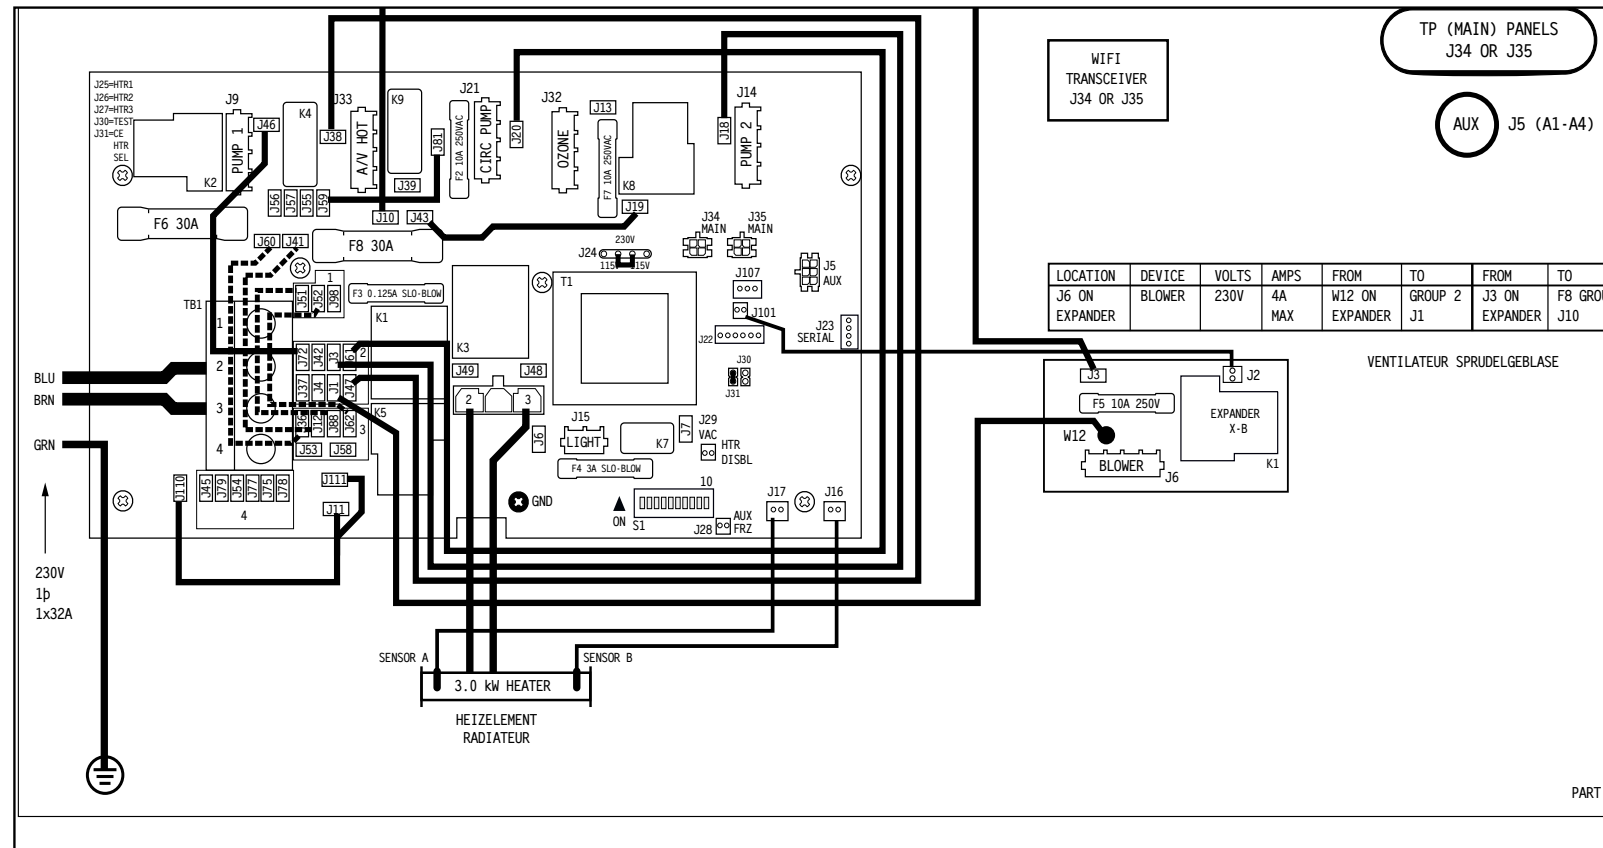 TP (MAIN) PANELS
J34 OR J35
WIFI
TRANSCEIVER
J34 OR J35
AUX
J5 (A1-A4)
J25=HTR1
J26=HTR2
J27=HTR3
J30=TEST
J31=CE
HTR
SEL
J9
PUMP 1
J46
K4
K2
J33
J38
A/V HOT
K9
J39
J81
J21
F2 10A 250VAC
CIRC PUMP
J20
J32
OZONE
J13
F7 10A 250VAC
K8
J19
J14
J18
PUMP 2
J56
J57
J55
J59
J10
J43
F6 30A
J60
J41
F8 30A
J34
MAIN
J35
MAIN
230V
J24
115V
115V
J5
AUX
J107
J101
J22
J23
SERIAL
J30
J31
T1
1
J51
J52
J98
F3 0.125A SLO-BLOW
TB1
1
2
3
4
K1
K3
J72
J42
J3
J61
2
J37
J4
J1
J47
J36
J12
J88
J62
3
K5
J53
J58
J49
J48
2
3
J6
J15
LIGHT
K7
J7
J29
VAC
HTR
DISBL
F4 3A SLO-BLOW
GND
ON
S1
10
J28
AUX
FRZ
J17
J16
J110
J45
J79
J54
J77
J75
J78
4
J111
J11
BLU
BRN
GRN
230V
1þ
1x32A
SENSOR A
SENSOR B
3.0 kW HEATER
HEIZELEMENT
RADIATEUR
LOCATION DEVICE VOLTS AMPS FROM TO FROM TO
J6 ON BLOWER 230V 4A W12 ON GROUP 2 J3 ON F8 GROU
EXPANDER MAX EXPANDER J1 EXPANDER J10
VENTILATEUR SPRUDELGEBLASE
J3
J2
F5 10A 250V
EXPANDER
X-B
W12
BLOWER
J6
K1
PART